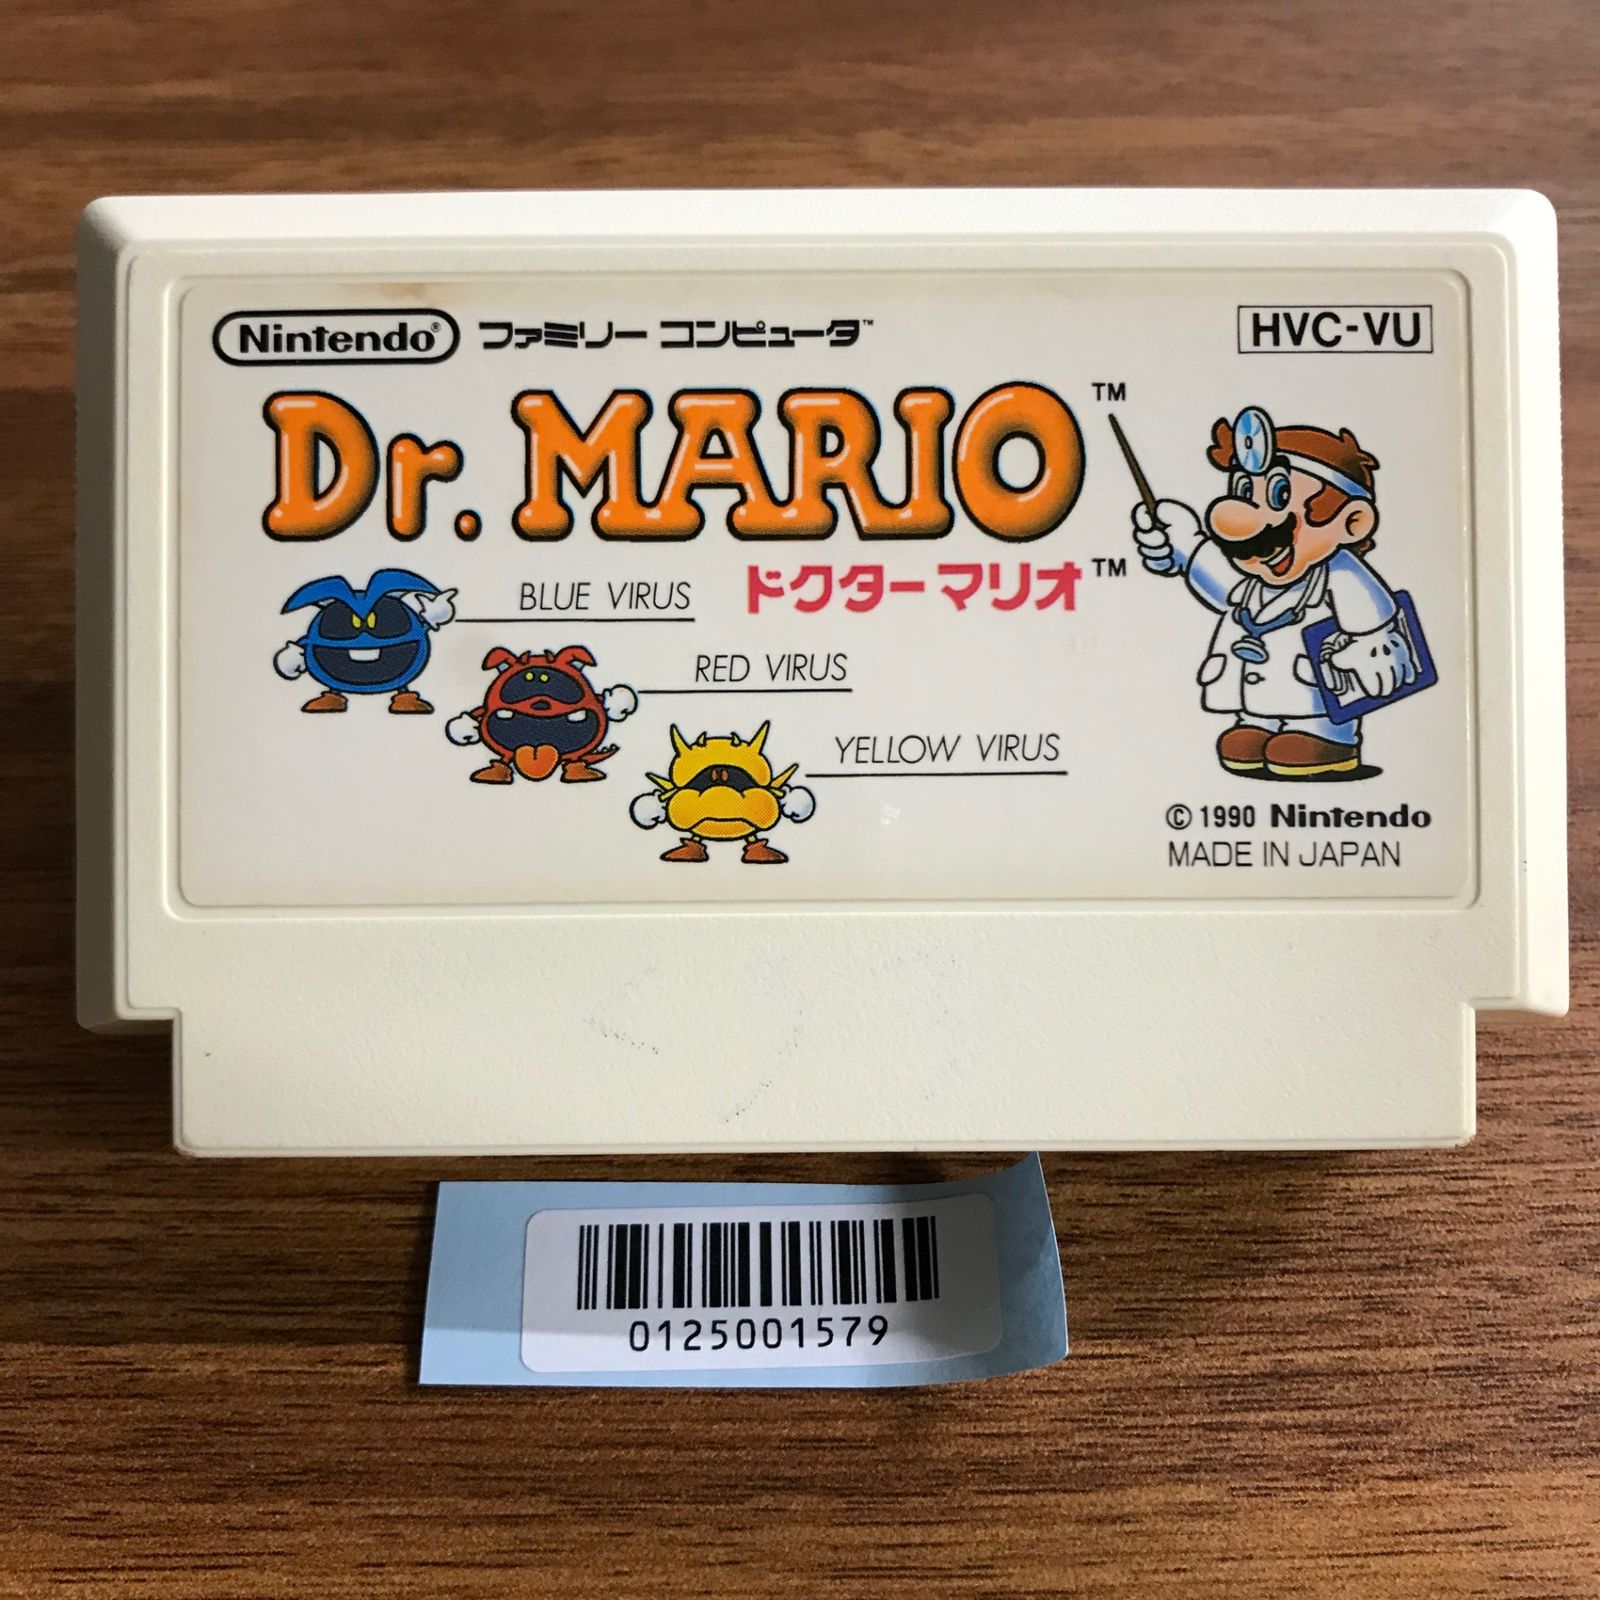 Nintendo® ファミリー コンピュータ™
HVC-VU
Dr. MARIO™
ドクターマリオ™
BLUE VIRUS
RED VIRUS
YELLOW VIRUS
© 1990 Nintendo
MADE IN JAPAN
0125001579